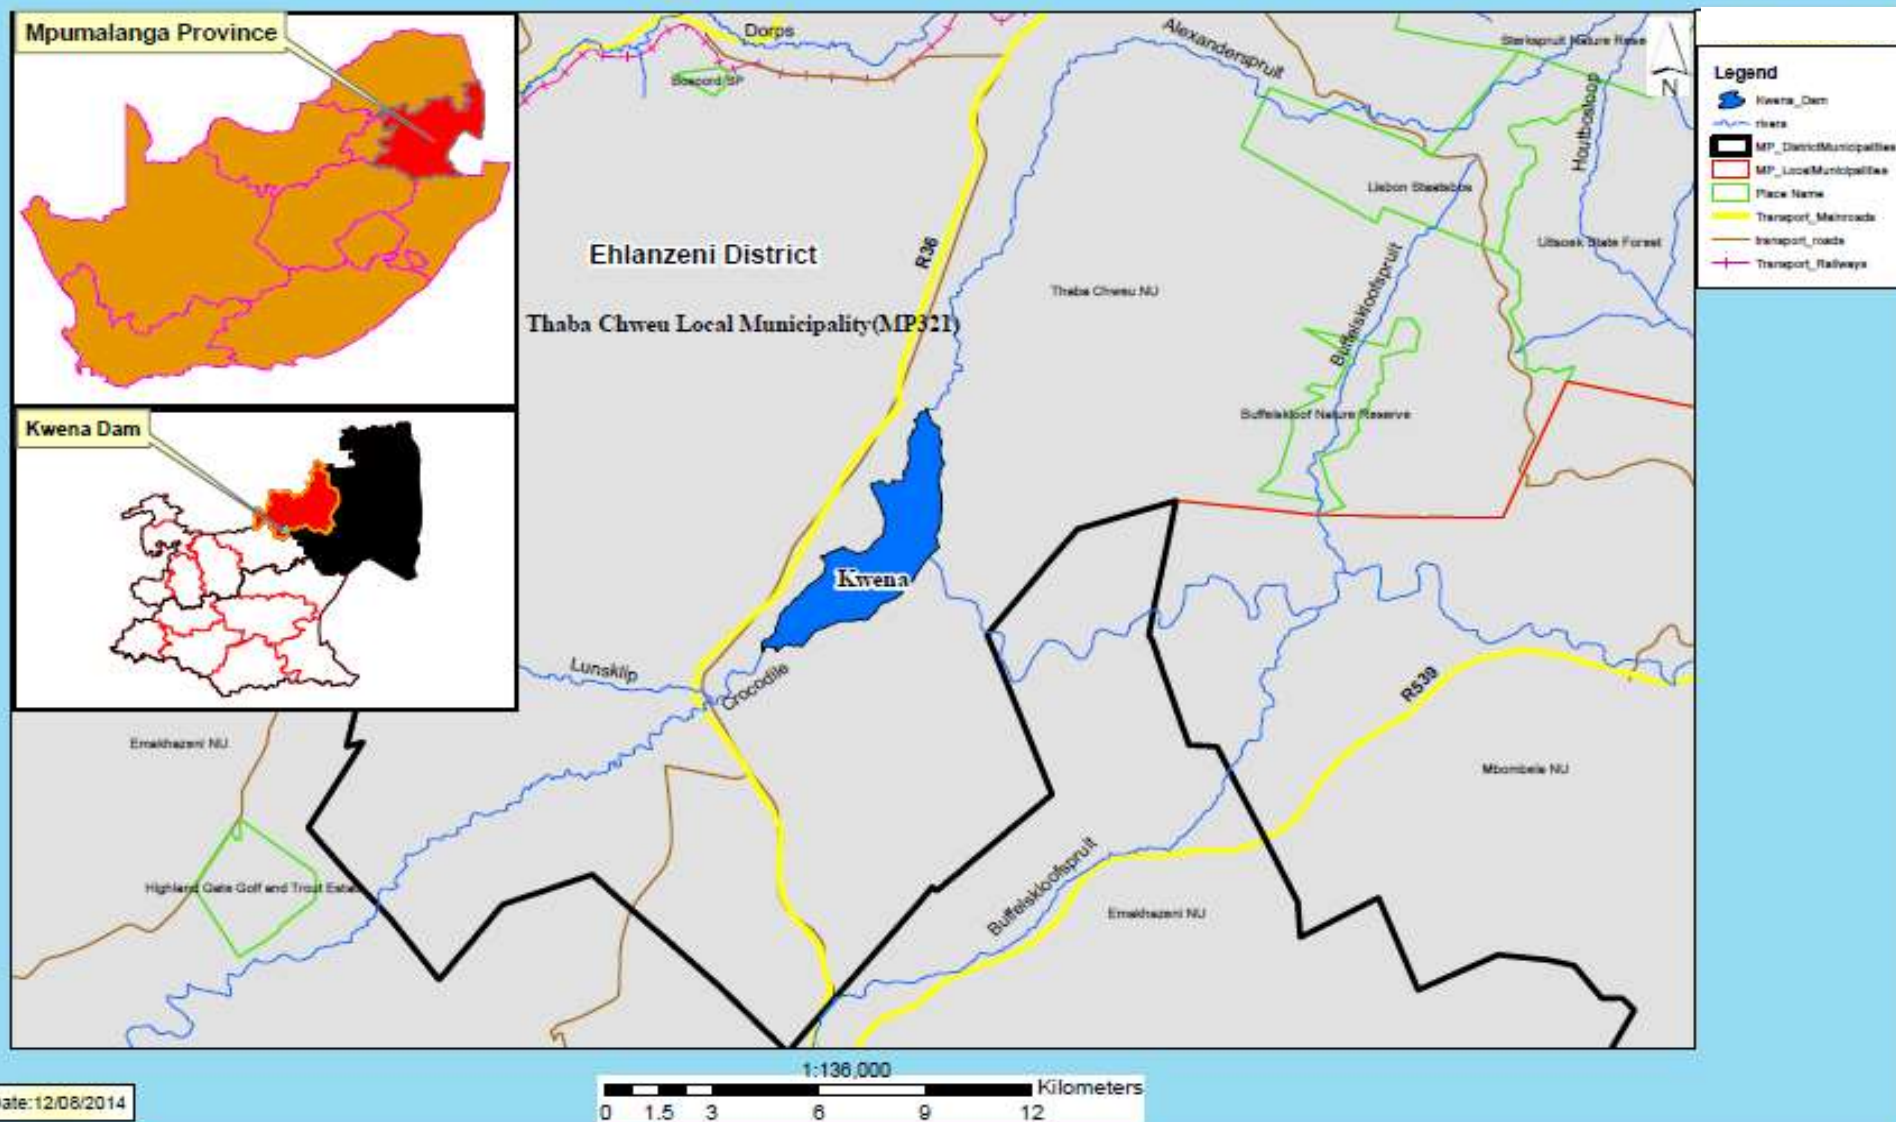 Mpumalanga Province
Kwena Dam
Dorps
Boscord SP
Alexanderspruit
Sterkspruit Nature Rese
Houtbosloop
N
Lisbon Staatsbos
Uitsoek State Forest
R36
Ehlanzeni District
Thaba Chweu NU
Thaba Chweu Local Municipality(MP321)
Buffelskloofspruit
Buffelskloof Nature Reserve
Kwena
Lunsklip
Crocodile
R539
Emakhazeni NU
Mbombela NU
Highland Gate Golf and Trout Estate
Buffelskloofspruit
Emakhazeni NU
Legend
Kwena_Dam
rivers
MP_DistrictMunicipalities
MP_LocalMunicipalities
Place Name
Transport_Mainroads
transport_roads
Transport_Railways
1:136,000
Kilometers
0 1.5 3 6 9 12
ate:12/08/2014